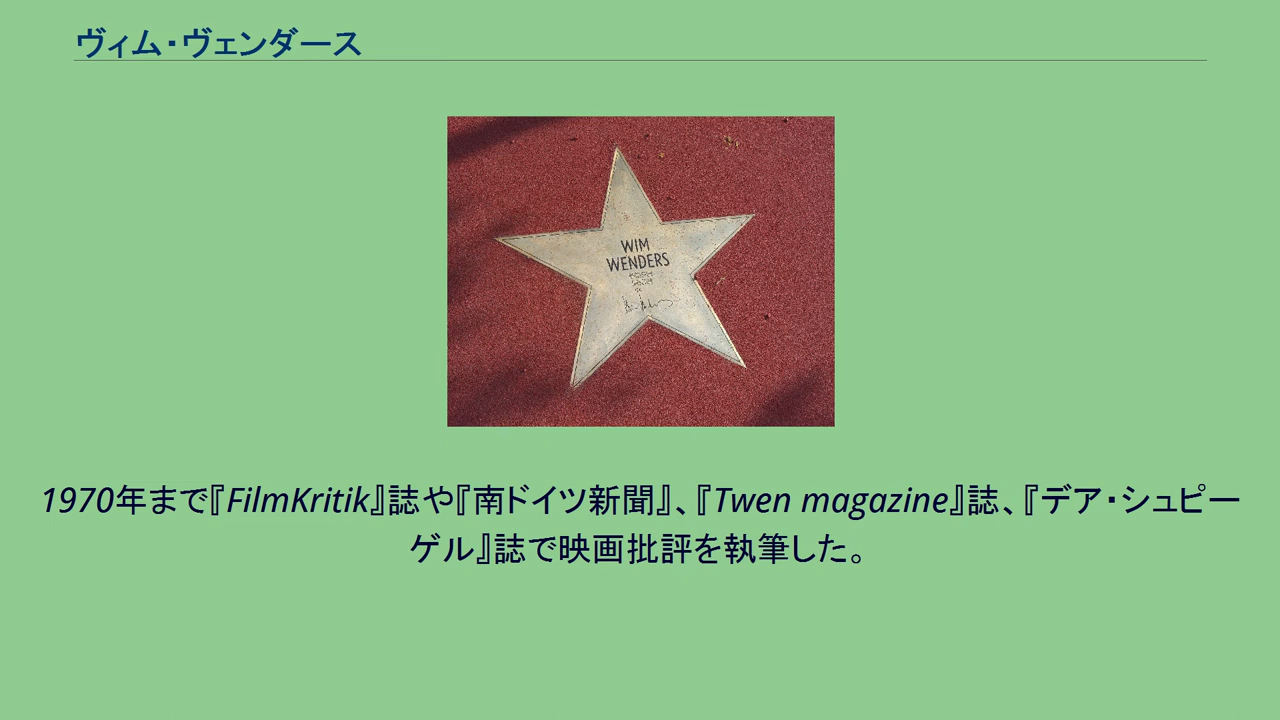 ヴィム・ヴェンダース
WIM
WENDERS
1970年まで『FilmKritik』誌や『南ドイツ新聞』、『Twen magazine』誌、『デア・シュピー
ゲル』誌で映画批評を執筆した。